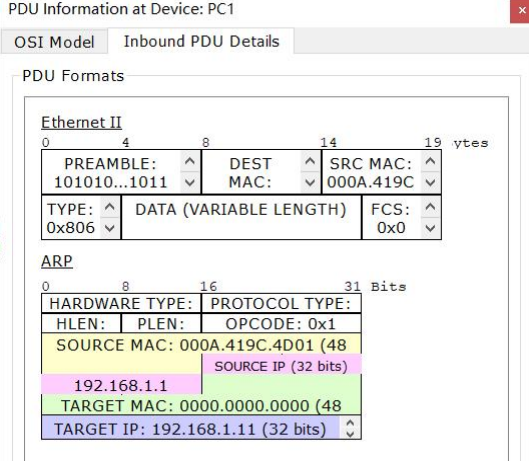 PDU Information at Device: PC1
OSI Model Inbound PDU Details
PDU Formats
Ethernet II
0 4 8 14 19 ytes
PREAMBLE: DEST SRC MAC:
101010...1011 MAC: 000A.419C
TYPE: DATA (VARIABLE LENGTH) FCS:
0x806 0x0
ARP
0 8 16 31 Bits
HARDWARE TYPE: PROTOCOL TYPE:
HLEN: PLEN: OPCODE: 0x1
SOURCE MAC: 000A.419C.4D01 (48
SOURCE IP (32 bits)
192.168.1.1
TARGET MAC: 0000.0000.0000 (48
TARGET IP: 192.168.1.11 (32 bits)